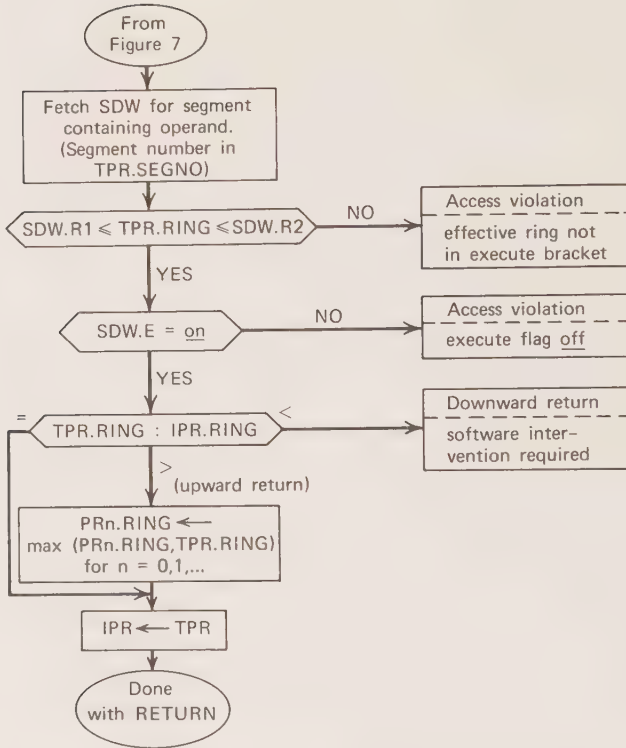 From
Figure 7
Fetch SDW for segment
containing operand.
(Segment number in
TPR.SEGNO)
SDW.R1 ≤ TPR.RING ≤ SDW.R2
NO
Access violation
effective ring not
in execute bracket
YES
SDW.E = on
NO
Access violation
execute flag off
YES
=
TPR.RING : IPR.RING
<
Downward return
software inter-
vention required
>
(upward return)
PRn.RING ←
max (PRn.RING,TPR.RING)
for n = 0,1,...
IPR ← TPR
Done
with RETURN